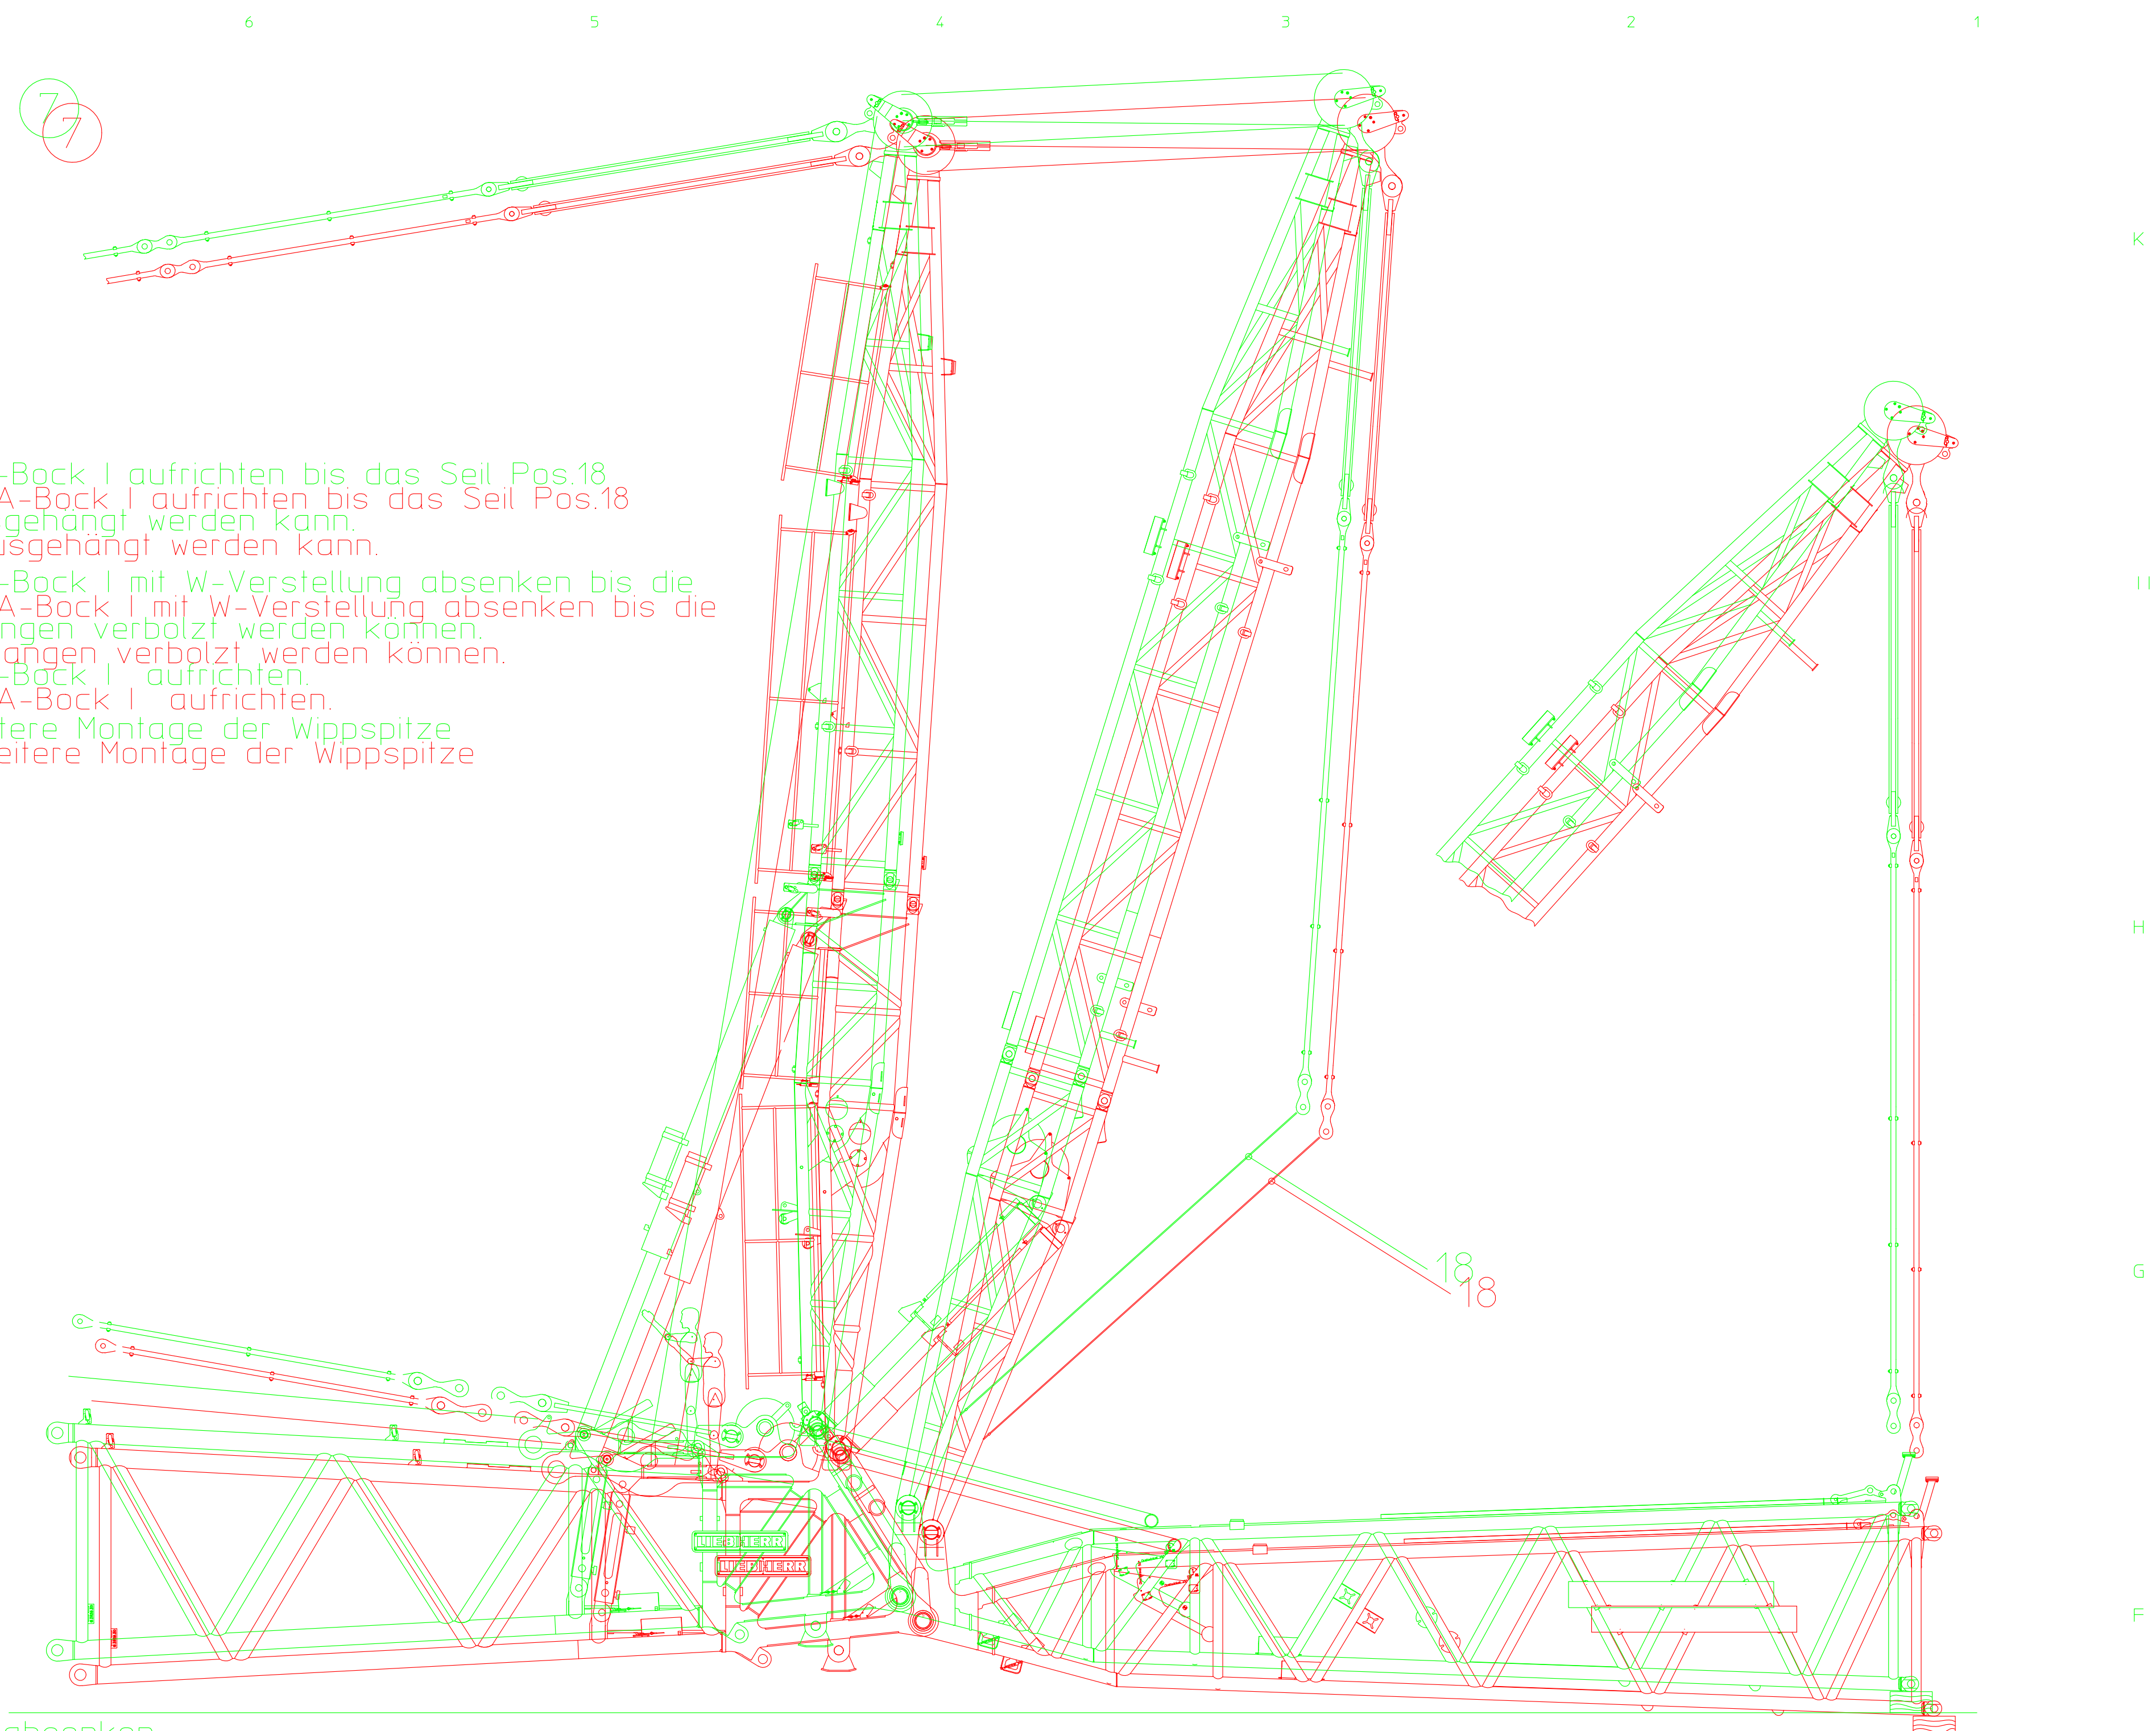 6 5 4 3 2 1
7
7
K
-Bock I aufrichten bis das Seil Pos.18
A-Bock I aufrichten bis das Seil Pos.18
gehängt werden kann.
usgehängt werden kann.
-Bock I mit W-Verstellung absenken bis die
A-Bock I mit W-Verstellung absenken bis die
ngen verbolzt werden können.
angen verbolzt werden können.
-Bock I aufrichten.
A-Bock I aufrichten.
tere Montage der Wippspitze
eitere Montage der Wippspitze
H
18
18
G
LIEBHERR
LIEBHERR
F
absenken